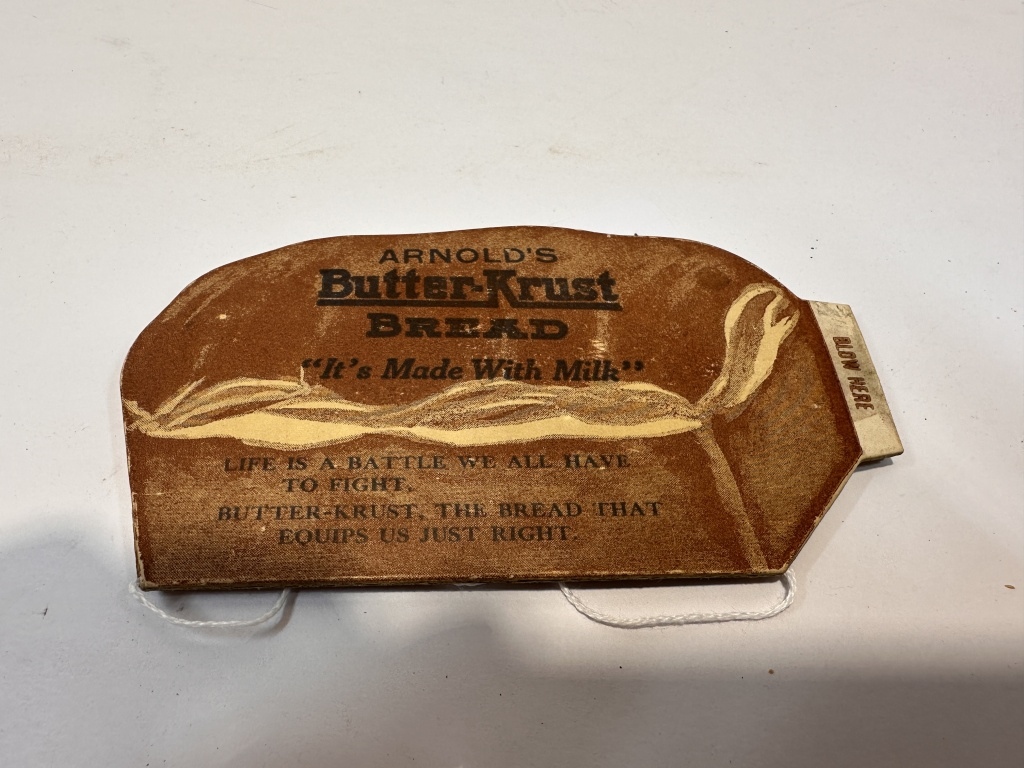 ARNOLD'S
Butter-Krust
BREAD
"It's Made With Milk"
LIFE IS A BATTLE WE ALL HAVE
TO FIGHT,
BUTTER-KRUST, THE BREAD THAT
EQUIPS US JUST RIGHT.
BLOW HERE